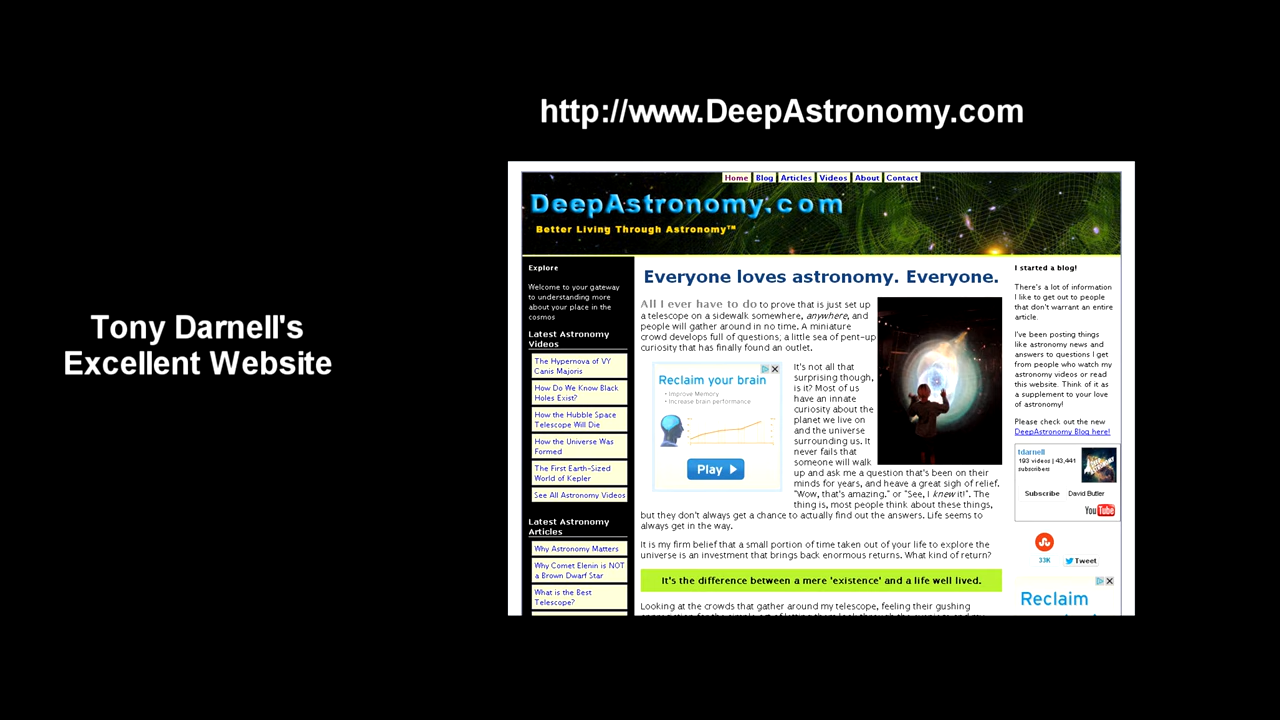 http://www.DeepAstronomy.com
Tony Darnell's
Excellent Website
Home Blog Articles Videos About Contact
DeepAstronomy.com
Better Living Through Astronomy™
Explore
Welcome to your gateway
to understanding more
about your place in the
cosmos
Latest Astronomy
Videos
The Hypernova of VY
Canis Majoris
How Do We Know Black
Holes Exist?
How the Hubble Space
Telescope Will Die
How the Universe Was
Formed
The First Earth-Sized
World of Kepler
See All Astronomy Videos
Latest Astronomy
Articles
Why Astronomy Matters
Why Comet Elenin is NOT
a Brown Dwarf Star
What is the Best
Telescope?
Everyone loves astronomy. Everyone.
All I ever have to do to prove that is just set up
a telescope on a sidewalk somewhere, anywhere, and
people will gather around in no time. A miniature
crowd develops full of questions; a little sea of pent-up
curiosity that has finally found an outlet.
Reclaim your brain
• Improve Memory
• Increase brain performance
Play
It's not all that
surprising though,
is it? Most of us
have an innate
curiosity about the
planet we live on
and the universe
surrounding us. It
never fails that
someone will walk
up and ask me a question that's been on their
minds for years, and heave a great sigh of relief.
"Wow, that's amazing." or "See, I knew it!". The
thing is, most people think about these things,
but they don't always get a chance to actually find out the answers. Life seems to
always get in the way.
It is my firm belief that a small portion of time taken out of your life to explore the
universe is an investment that brings back enormous returns. What kind of return?
It's the difference between a mere 'existence' and a life well lived.
Looking at the crowds that gather around my telescope, feeling their gushing
I started a blog!
There's a lot of information
I like to get out to people
that don't warrant an entire
article.
I've been posting things
like astronomy news and
answers to questions I get
from people who watch my
astronomy videos or read
this website. Think of it as
a supplement to your love
of astronomy!
Please check out the new
DeepAstronomy Blog here!
tdarnell
193 videos | 43,441
subscribers
Subscribe David Butler
YouTube
33K Tweet
Reclaim